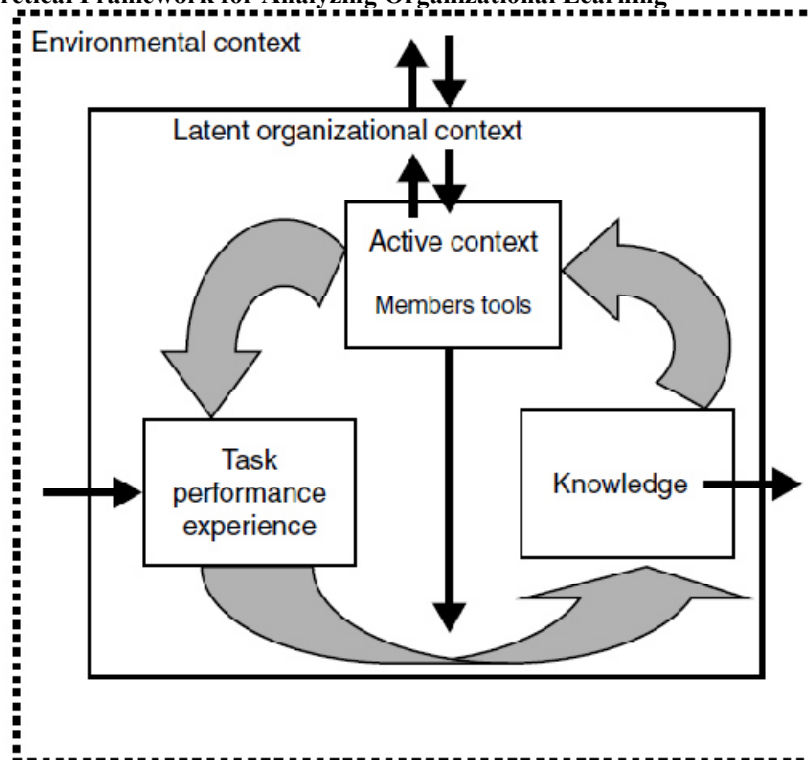 Framework for Analyzing Organizational Learning
Environmental context
Latent organizational context
Active context
Members tools
Task
performance
experience
Knowledge